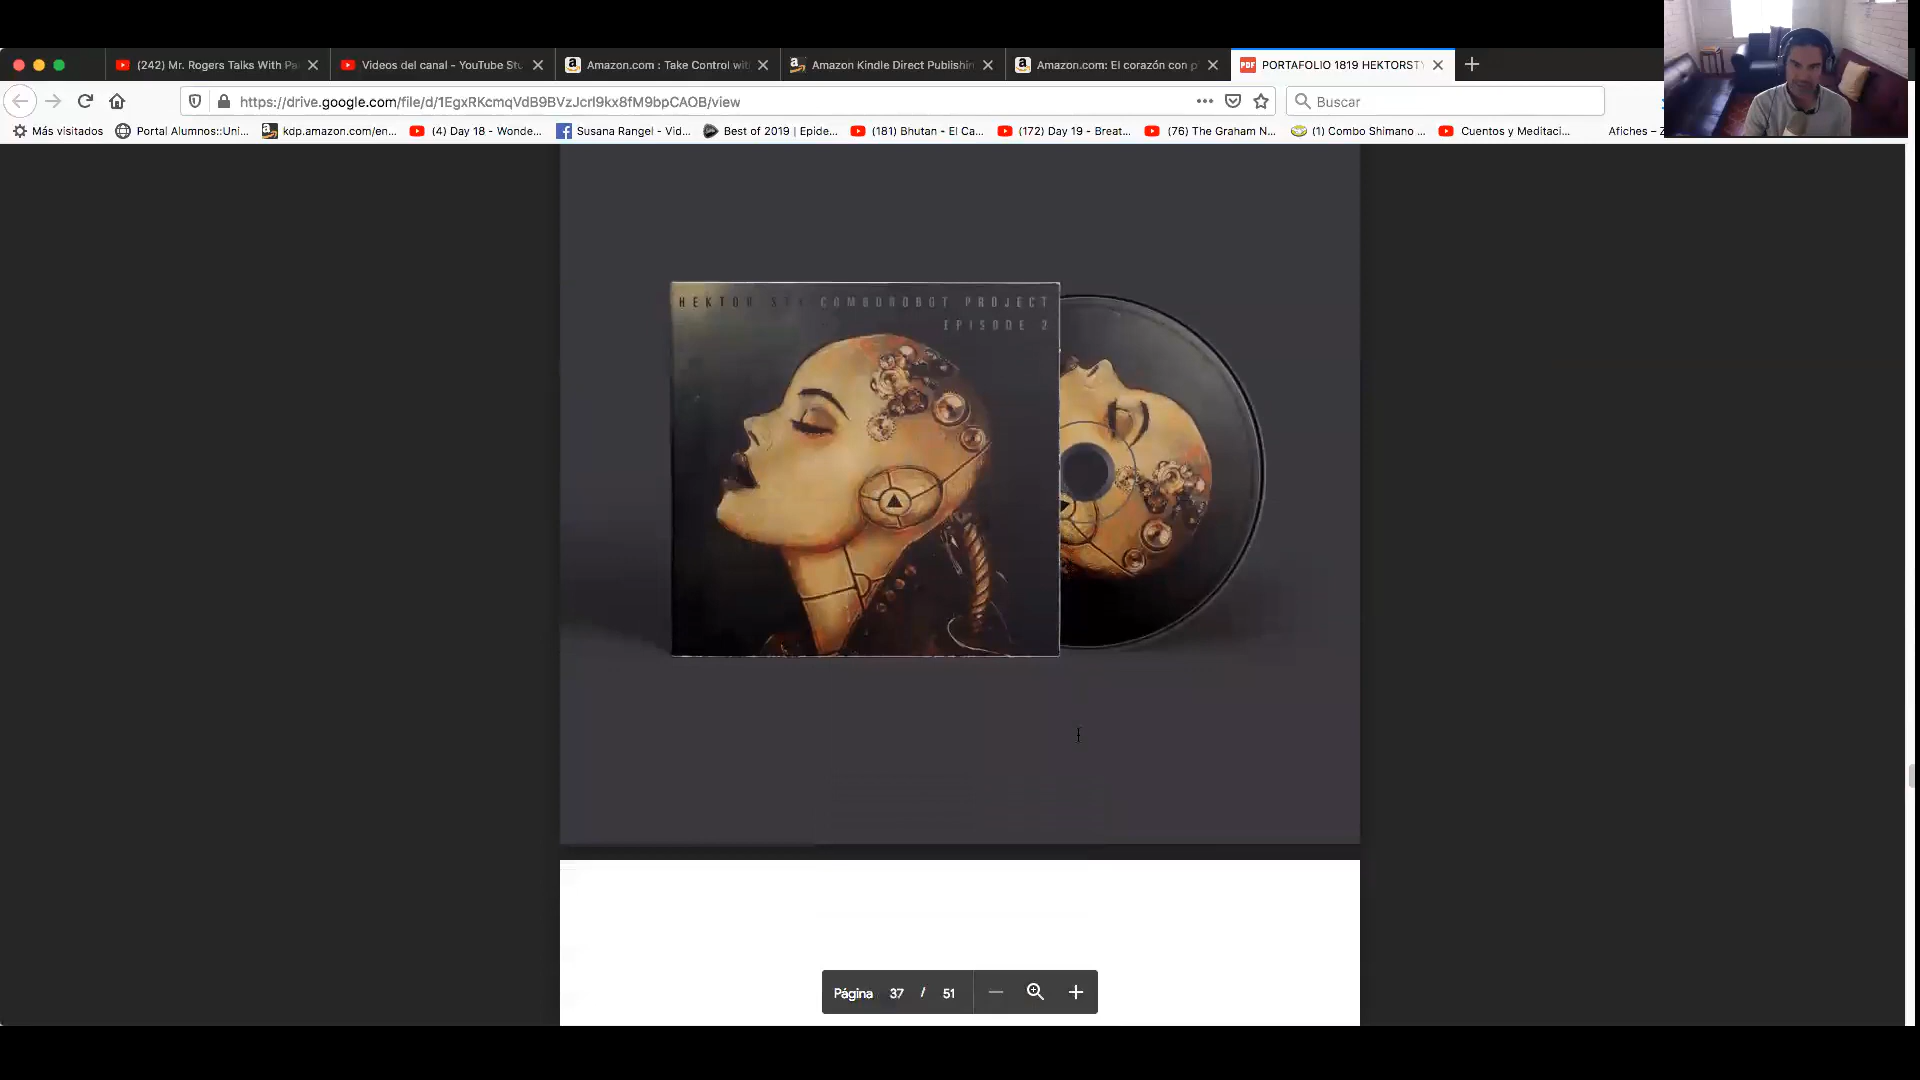 (242) Mr. Rogers Talks With Pa
Videos del canal - YouTube Stu
Amazon.com : Take Control wit
Amazon Kindle Direct Publishin
Amazon.com: El corazón con p
PORTAFOLIO 1819 HEKTORSTY
https://drive.google.com/file/d/1EgxRKcmqVdB9BVzJcrl9kx8fM9bpCAOB/view
Buscar
Más visitados
Portal Alumnos::Uni...
kdp.amazon.com/en...
(4) Day 18 - Wonde...
Susana Rangel - Vid...
Best of 2019 | Epide...
(181) Bhutan - El Ca...
(172) Day 19 - Breat...
(76) The Graham N...
(1) Combo Shimano ...
Cuentos y Meditaci...
Afiches – Z
HEKTOR COMBOROBOT PROJECT
EPISODE 2
Página 37 / 51